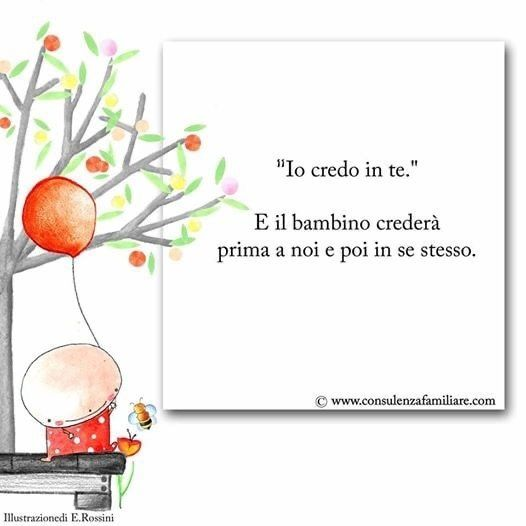 "Io credo in te."
E il bambino crederà
prima a noi e poi in se stesso.
© www.consulenzafamiliare.com
Illustrazionedi E.Rossini